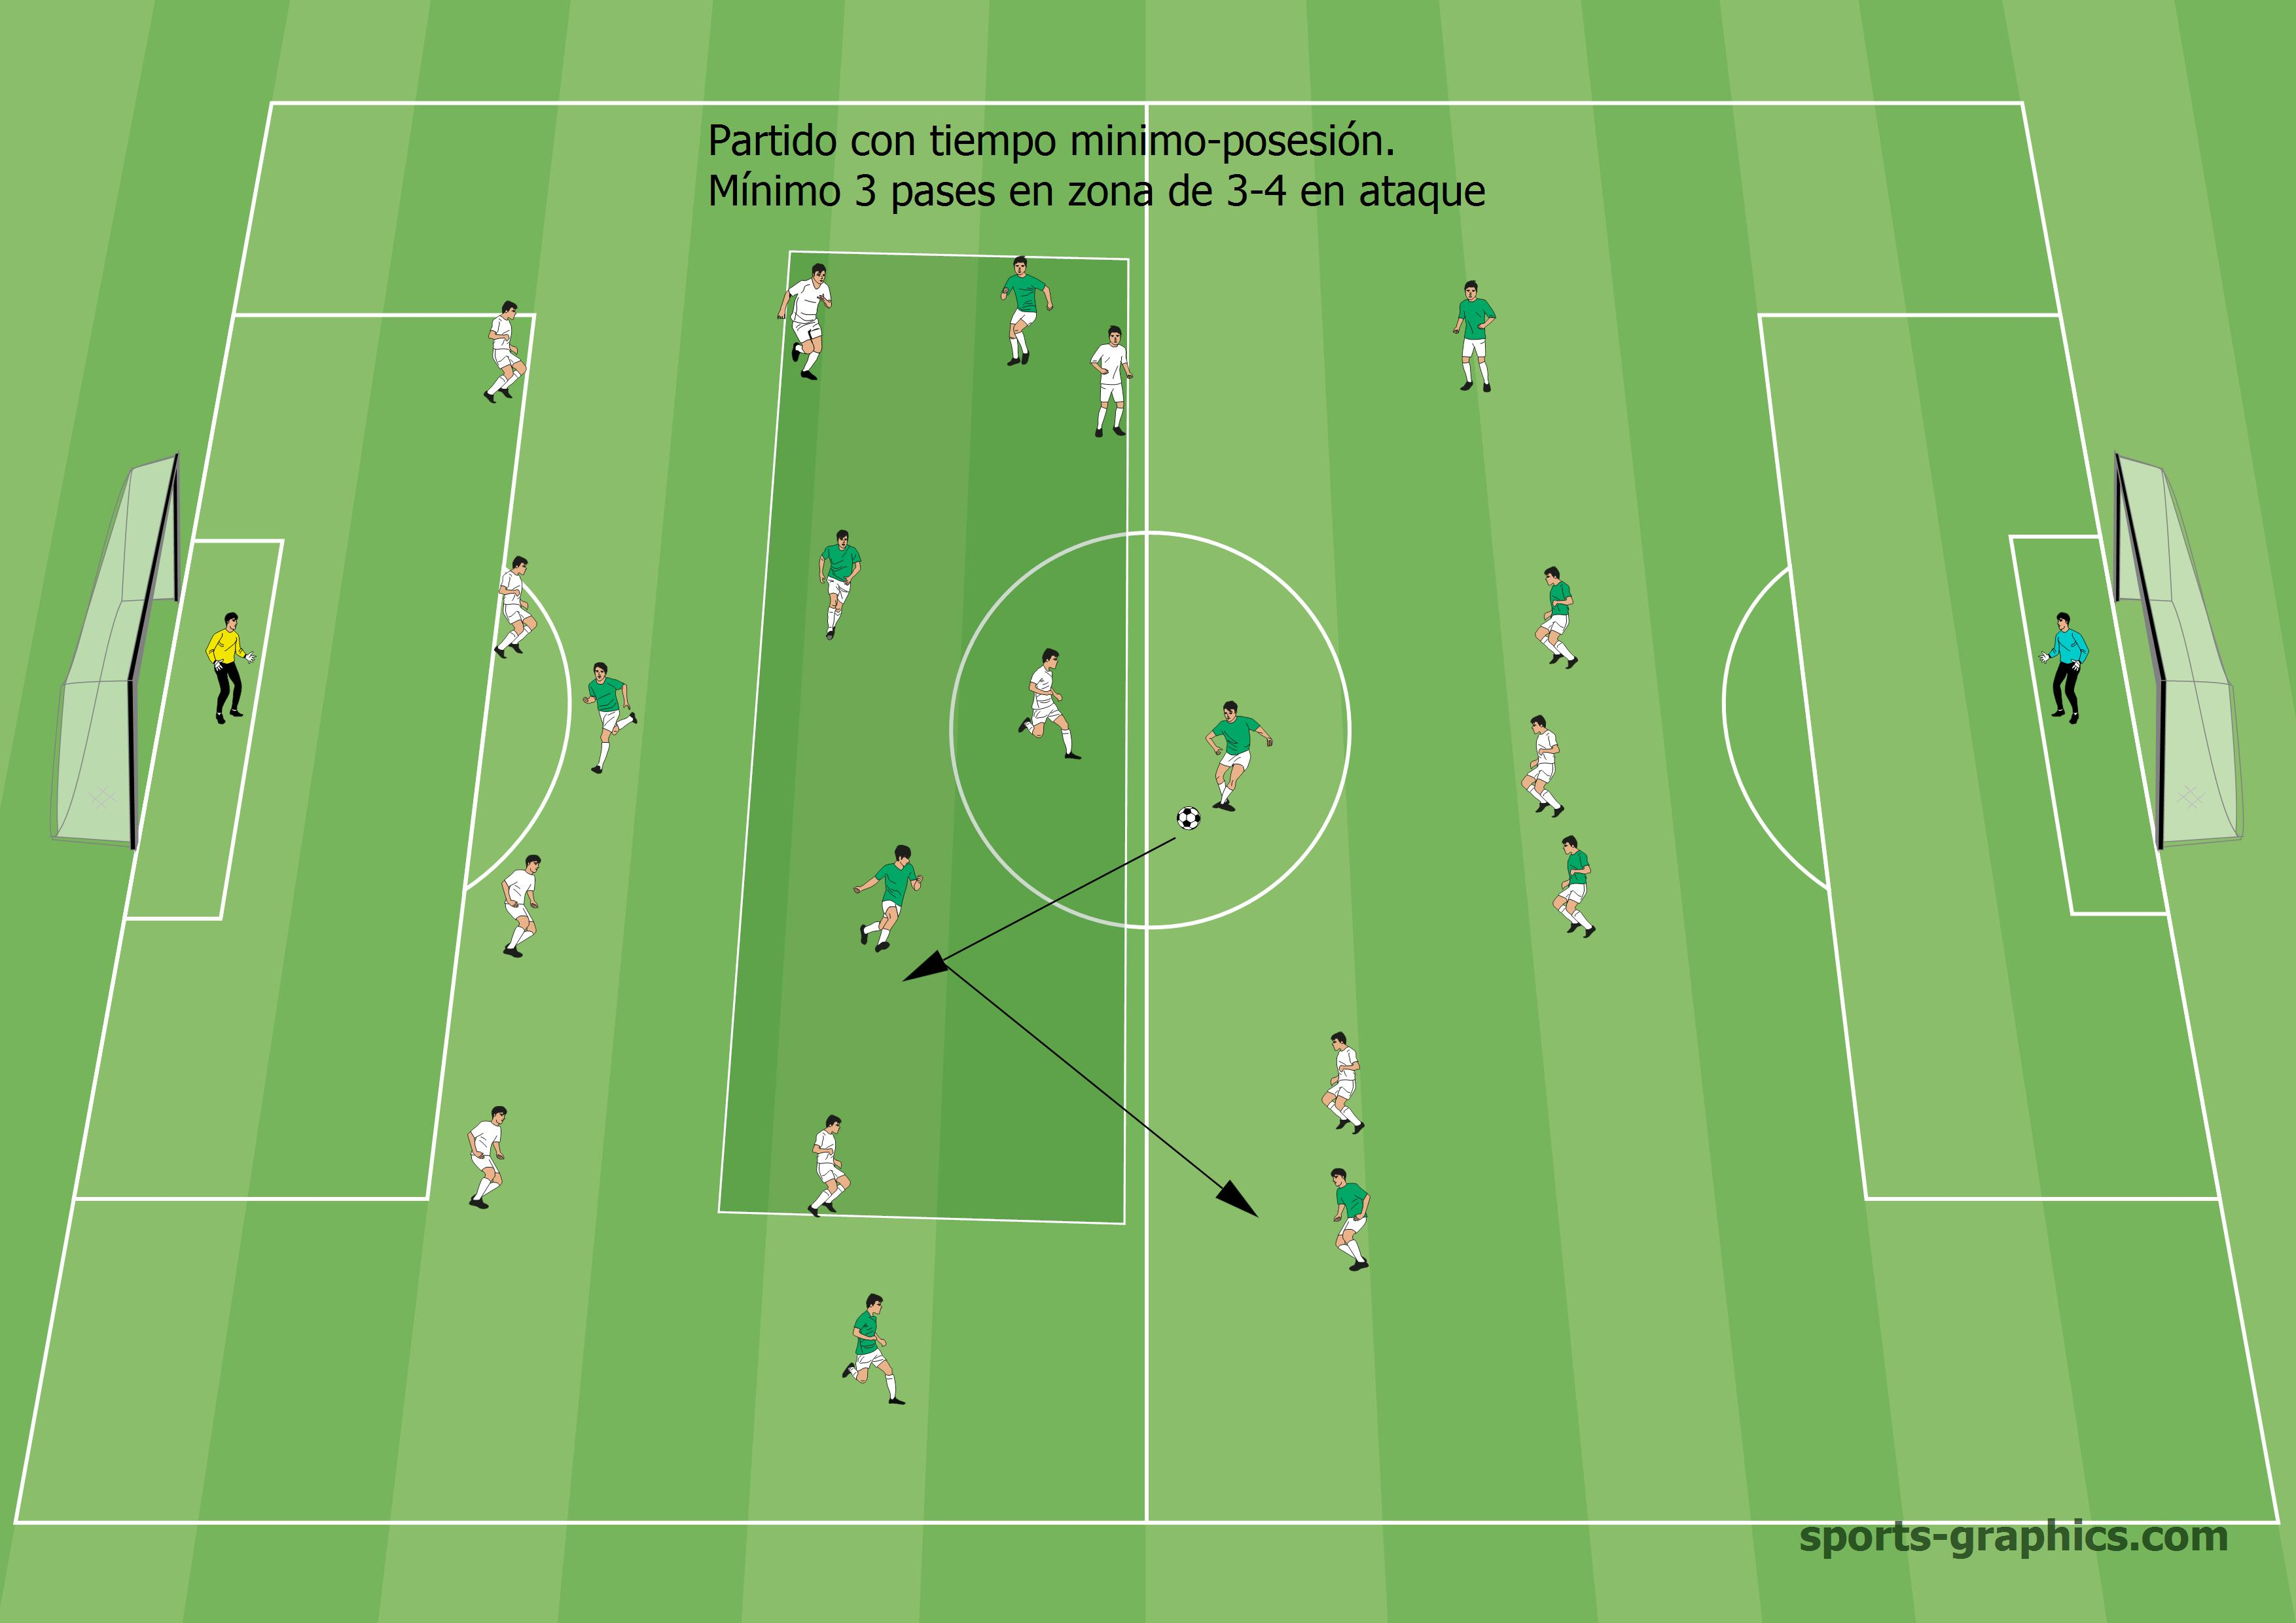 Partido con tiempo minimo-posesión.
Mínimo 3 pases en zona de 3-4 en ataque
sports-graphics.com